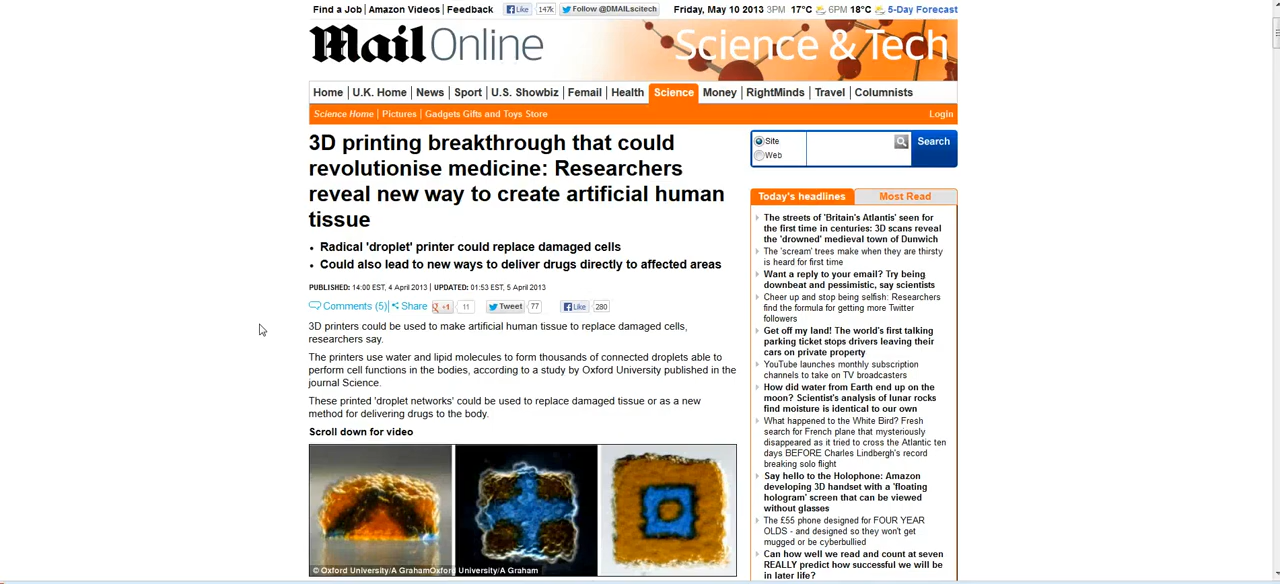 Find a Job | Amazon Videos | Feedback Like 147k Follow @DMAILscitech Friday, May 10 2013 3PM 17°C 6PM 18°C 5-Day Forecast
Mail Online Science & Tech
Home U.K. Home News Sport U.S. Showbiz Femail Health Science Money RightMinds Travel Columnists
Science Home | Pictures | Gadgets Gifts and Toys Store Login
3D printing breakthrough that could
revolutionise medicine: Researchers
reveal new way to create artificial human
tissue
• Radical 'droplet' printer could replace damaged cells
• Could also lead to new ways to deliver drugs directly to affected areas
PUBLISHED: 14:00 EST, 4 April 2013 | UPDATED: 01:53 EST, 5 April 2013
Comments (5) | Share +1 11 Tweet 77 Like 280
3D printers could be used to make artificial human tissue to replace damaged cells,
researchers say.
The printers use water and lipid molecules to form thousands of connected droplets able to
perform cell functions in the bodies, according to a study by Oxford University published in the
journal Science.
These printed 'droplet networks' could be used to replace damaged tissue or as a new
method for delivering drugs to the body.
Scroll down for video
© Oxford University/A GrahamOxford University/A Graham
Site
Web
Search
Today's headlines Most Read
The streets of 'Britain's Atlantis' seen for
the first time in centuries: 3D scans reveal
the 'drowned' medieval town of Dunwich
The 'scream' trees make when they are thirsty
is heard for first time
Want a reply to your email? Try being
downbeat and pessimistic, say scientists
Cheer up and stop being selfish: Researchers
find the formula for getting more Twitter
followers
Get off my land! The world's first talking
parking ticket stops drivers leaving their
cars on private property
YouTube launches monthly subscription
channels to take on TV broadcasters
How did water from Earth end up on the
moon? Scientist's analysis of lunar rocks
find moisture is identical to our own
What happened to the White Bird? Fresh
search for French plane that mysteriously
disappeared as it tried to cross the Atlantic ten
days BEFORE Charles Lindbergh's record
breaking solo flight
Say hello to the Holophone: Amazon
developing 3D handset with a 'floating
hologram' screen that can be viewed
without glasses
The £55 phone designed for FOUR YEAR
OLDS - and designed so they won't get
mugged or be cyberbullied
Can how well we read and count at seven
REALLY predict how successful we will be
in later life?